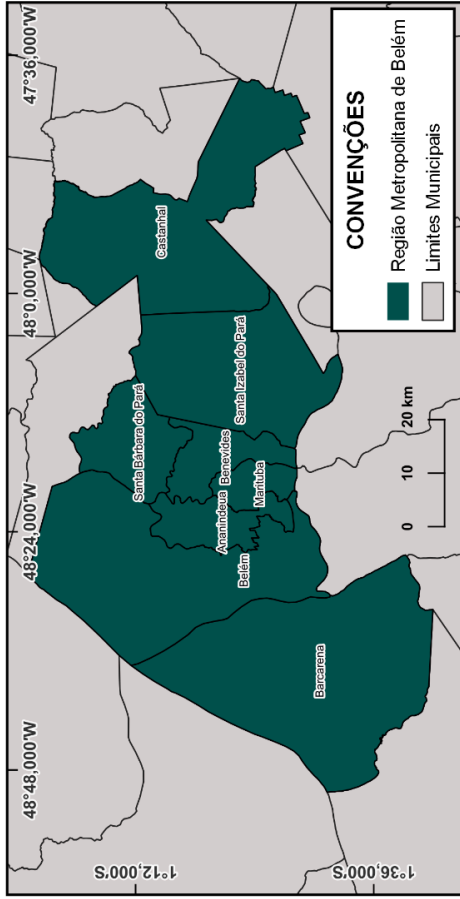 48°48,000'W
48°24,000'W
48°0,000'W
47°36,000'W
1°12,000'S
1°36,000'S
Castanhal
Santa Bárbara do Pará
Santa Izabel do Pará
Benevides
Ananindeua
Marituba
Belém
Barcarena
0 10 20 km
CONVENÇÕES
Região Metropolitana de Belém
Limites Municipais